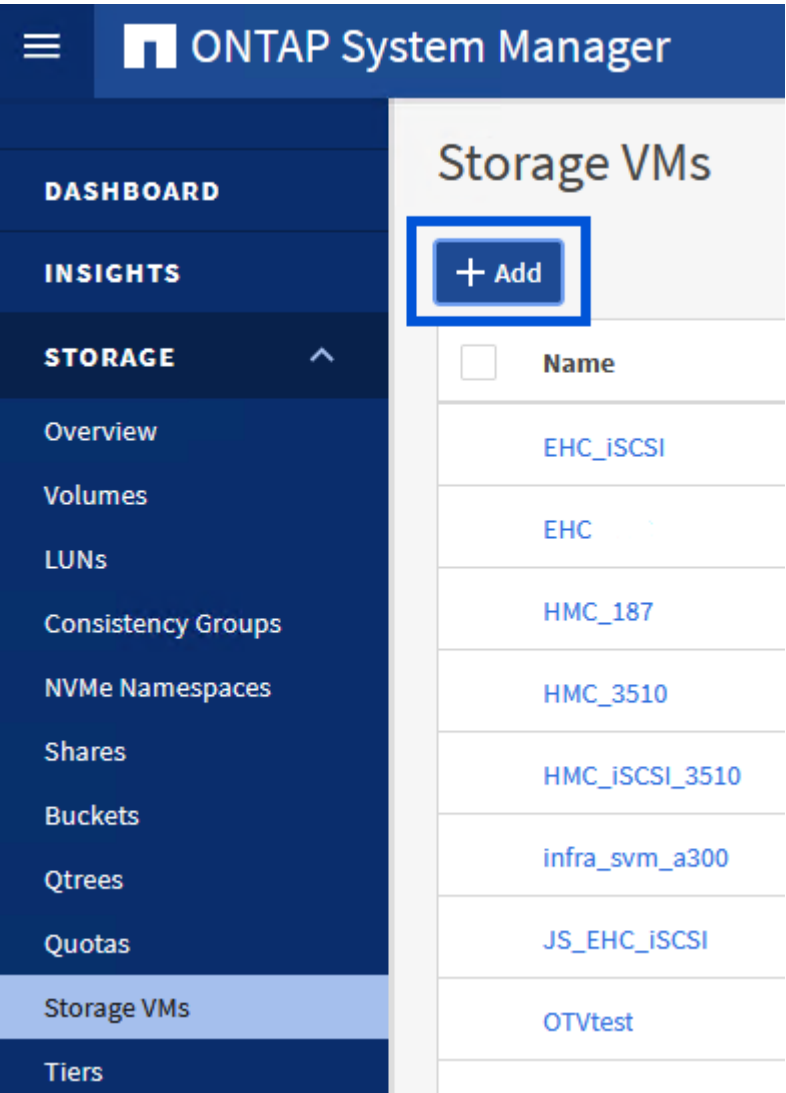 ONTAP System Manager
DASHBOARD
INSIGHTS
STORAGE
Overview
Volumes
LUNs
Consistency Groups
NVMe Namespaces
Shares
Buckets
Qtrees
Quotas
Storage VMs
Tiers
Storage VMs
+ Add
Name
EHC_iSCSI
EHC
HMC_187
HMC_3510
HMC_iSCSI_3510
infra_svm_a300
JS_EHC_iSCSI
OTVtest